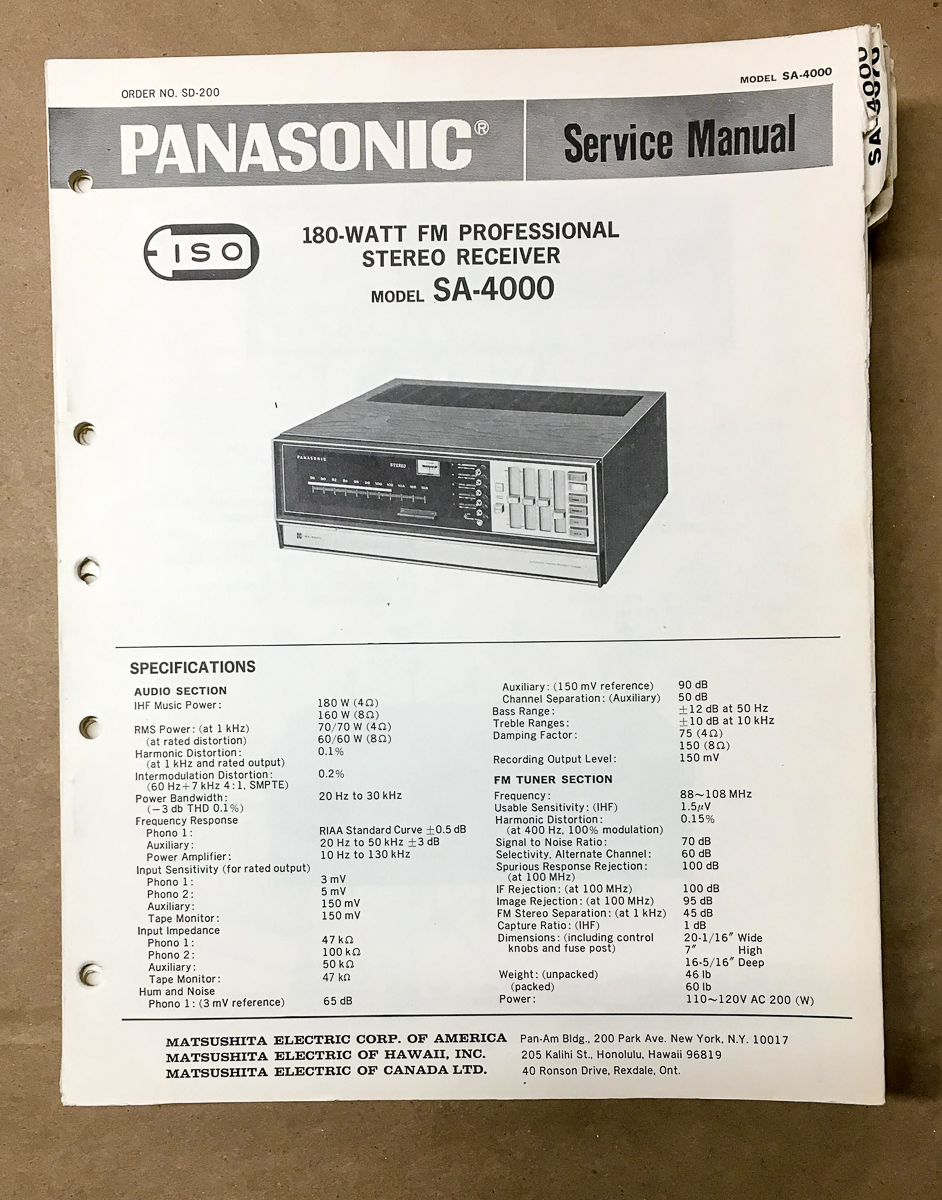 ORDER NO. SD-200
MODEL SA-4000
PANASONIC®
Service Manual
SA-4000
ISO
180-WATT FM PROFESSIONAL
STEREO RECEIVER
MODEL SA-4000
PANASONIC
STEREO
SPECIFICATIONS
AUDIO SECTION
IHF Music Power: 180 W (4Ω)
160 W (8Ω)
RMS Power: (at 1 kHz) 70/70 W (4Ω)
(at rated distortion) 60/60 W (8Ω)
Harmonic Distortion: 0.1%
(at 1 kHz and rated output)
Intermodulation Distortion: 0.2%
(60 Hz+7 kHz 4:1, SMPTE)
Power Bandwidth: 20 Hz to 30 kHz
(−3 db THD 0.1%)
Frequency Response
Phono 1: RIAA Standard Curve ±0.5 dB
Auxiliary: 20 Hz to 50 kHz ±3 dB
Power Amplifier: 10 Hz to 130 kHz
Input Sensitivity (for rated output)
Phono 1: 3 mV
Phono 2: 5 mV
Auxiliary: 150 mV
Tape Monitor: 150 mV
Input Impedance
Phono 1: 47 kΩ
Phono 2: 100 kΩ
Auxiliary: 50 kΩ
Tape Monitor: 47 kΩ
Hum and Noise
Phono 1: (3 mV reference) 65 dB
Auxiliary: (150 mV reference) 90 dB
Channel Separation: (Auxiliary) 50 dB
Bass Range: ±12 dB at 50 Hz
Treble Ranges: ±10 dB at 10 kHz
Damping Factor: 75 (4Ω)
150 (8Ω)
Recording Output Level: 150 mV
FM TUNER SECTION
Frequency: 88~108 MHz
Usable Sensitivity: (IHF) 1.5μV
Harmonic Distortion: 0.15%
(at 400 Hz, 100% modulation)
Signal to Noise Ratio: 70 dB
Selectivity, Alternate Channel: 60 dB
Spurious Response Rejection: 100 dB
(at 100 MHz)
IF Rejection: (at 100 MHz) 100 dB
Image Rejection: (at 100 MHz) 95 dB
FM Stereo Separation: (at 1 kHz) 45 dB
Capture Ratio: (IHF) 1 dB
Dimensions: (including control 20-1/16″ Wide
knobs and fuse post) 7″ High
16-5/16″ Deep
Weight: (unpacked) 46 lb
(packed) 60 lb
Power: 110~120V AC 200 (W)
MATSUSHITA ELECTRIC CORP. OF AMERICA Pan-Am Bldg., 200 Park Ave. New York, N.Y. 10017
MATSUSHITA ELECTRIC OF HAWAII, INC. 205 Kalihi St., Honolulu, Hawaii 96819
MATSUSHITA ELECTRIC OF CANADA LTD. 40 Ronson Drive, Rexdale, Ont.